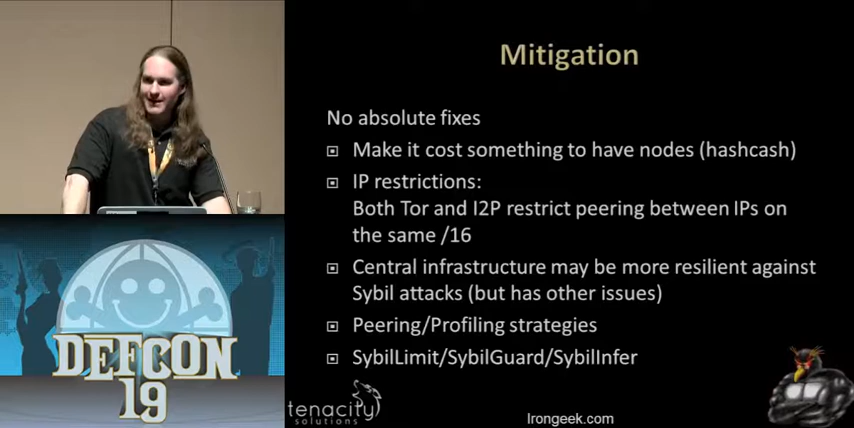 Mitigation
No absolute fixes
Make it cost something to have nodes (hashcash)
IP restrictions:
Both Tor and I2P restrict peering between IPs on
the same /16
Central infrastructure may be more resilient against
Sybil attacks (but has other issues)
Peering/Profiling strategies
SybilLimit/SybilGuard/SybilInfer
DEFCON
19
tenacity
solutions
Irongeek.com